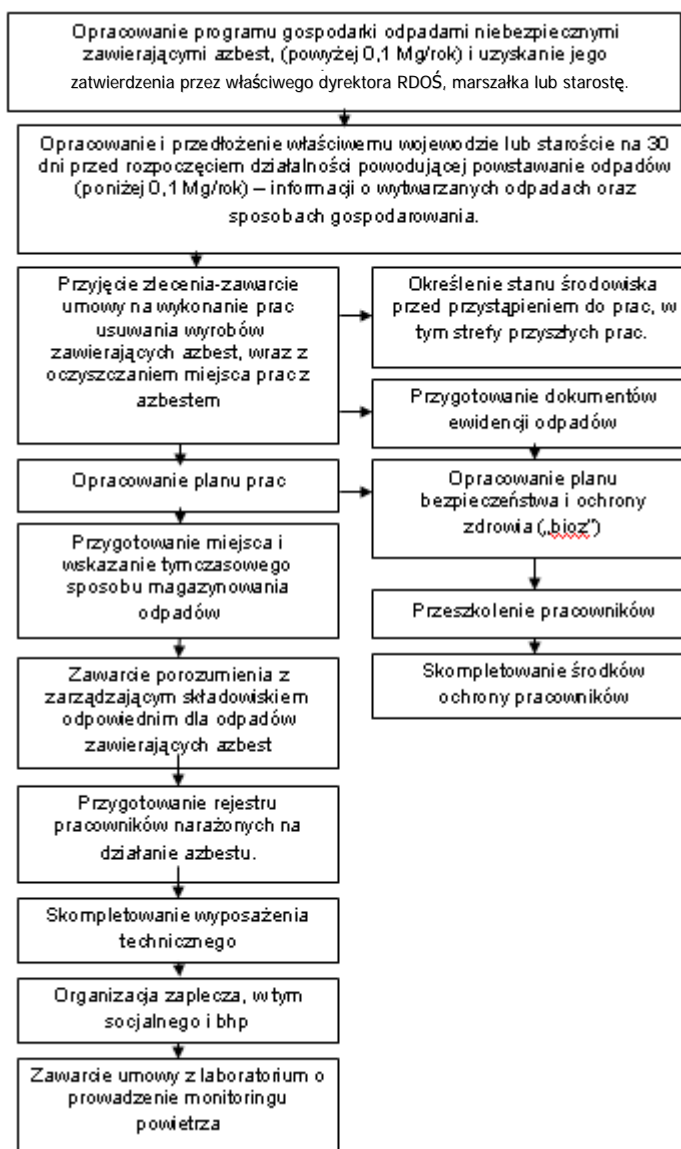 Opracowanie programu gospodarki odpadami niebezpiecznymi
zawierającymi azbest, (powyżej 0,1 Mg/rok) i uzyskanie jego
zatwierdzenia przez właściwego dyrektora RDOŚ, marszałka lub starostę.
Opracowanie i przedłożenie właściwemu wojewodzie lub staroście na 30
dni przed rozpoczęciem działalności powodującej powstawanie odpadów
(poniżej 0,1 Mg/rok) – informacji o wytwarzanych odpadach oraz
sposobach gospodarowania.
Przyjęcie zlecenia-zawarcie
umowy na wykonanie prac
usuwania wyrobów
zawierających azbest, wraz z
oczyszczaniem miejsca prac z
azbestem
Określenie stanu środowiska
przed przystąpieniem do prac, w
tym strefy przyszłych prac.
Przygotowanie dokumentów
ewidencji odpadów
Opracowanie planu prac
Opracowanie planu
bezpieczeństwa i ochrony
zdrowia („bioz”)
Przygotowanie miejsca i
wskazanie tymczasowego
sposobu magazynowania
odpadów
Przeszkolenie pracowników
Zawarcie porozumienia z
zarządzającym składowiskiem
odpowiednim dla odpadów
zawierających azbest
Skompletowanie środków
ochrony pracowników
Przygotowanie rejestru
pracowników narażonych na
działanie azbestu.
Skompletowanie wyposażenia
technicznego
Organizacja zaplecza, w tym
socjalnego i bhp
Zawarcie umowy z laboratorium o
prowadzenie monitoringu
powietrza